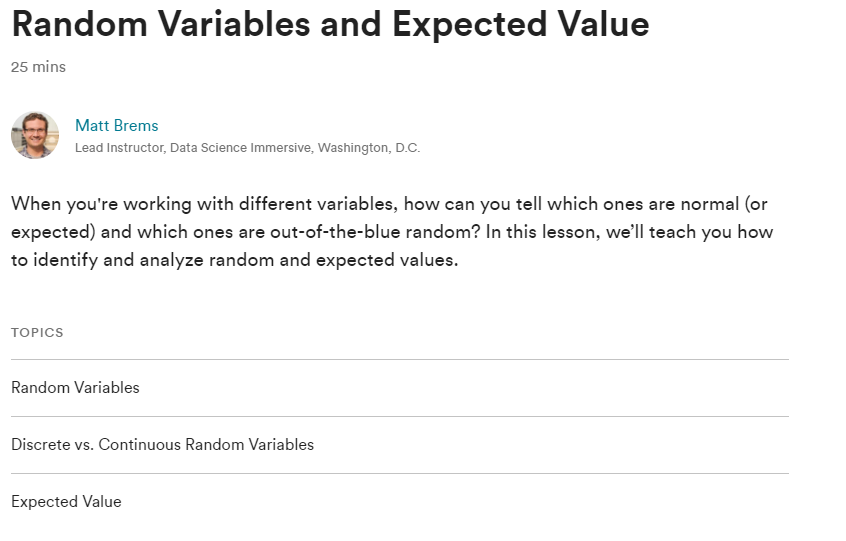 Random Variables and Expected Value
25 mins
Matt Brems
Lead Instructor, Data Science Immersive, Washington, D.C.
When you're working with different variables, how can you tell which ones are normal (or
expected) and which ones are out-of-the-blue random? In this lesson, we’ll teach you how
to identify and analyze random and expected values.
TOPICS
Random Variables
Discrete vs. Continuous Random Variables
Expected Value